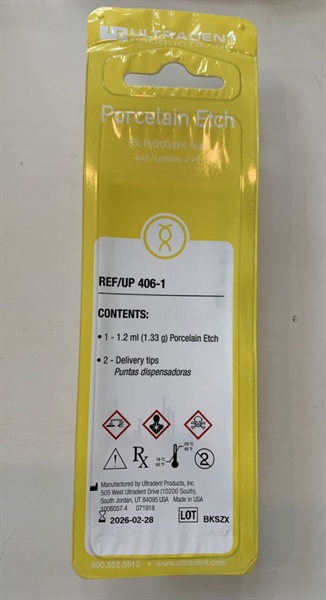 ULTRADENT
PRODUCTS, INC.
Porcelain Etch
9% Hydrofluoric Acid
REF/UP 406-1
CONTENTS:
• 1 - 1.2 ml (1.33 g) Porcelain Etch
• 2 - Delivery tips
Puntas dispensadoras
Rx
Manufactured by Ultradent Products, Inc.
505 West Ultradent Drive (10200 South),
South Jordan, UT 84095 USA Made in USA
1006057.4 071918
2026-02-28
LOT BKSZX
800.552.5512 • www.ultradent.com